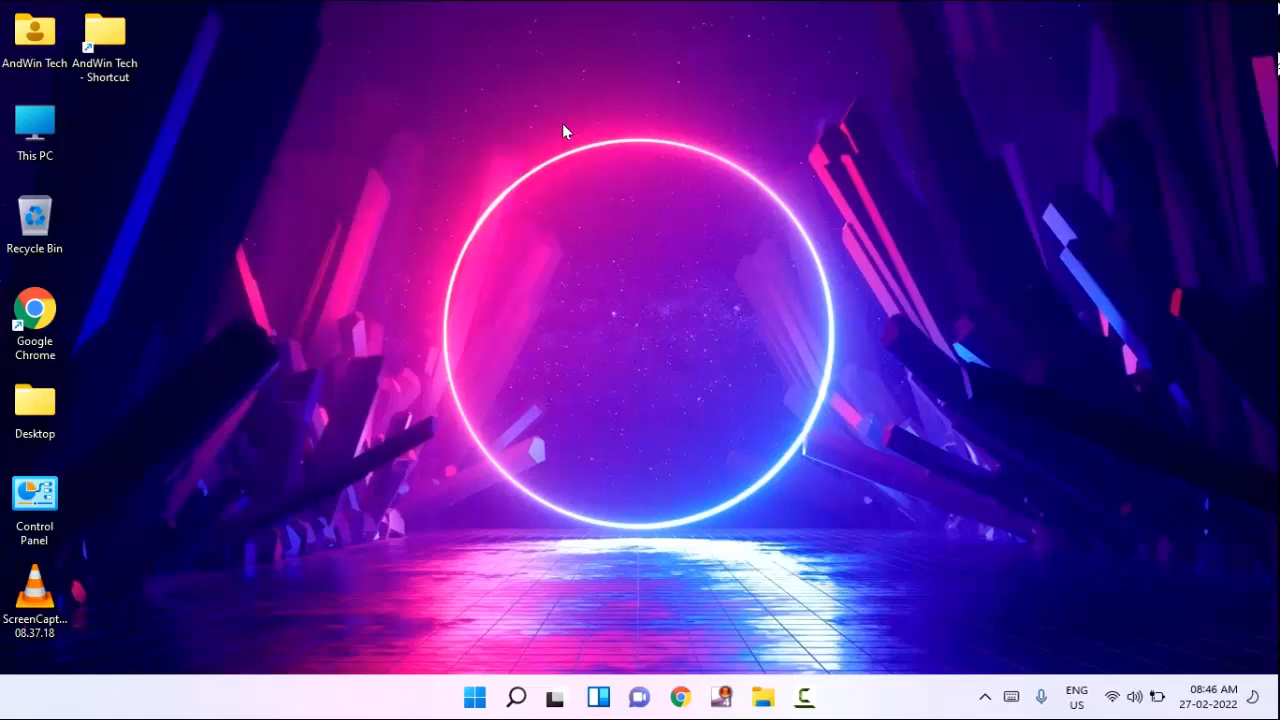 AndWin Tech
AndWin Tech
- Shortcut
This PC
Recycle Bin
Google
Chrome
Desktop
Control
Panel
ScreenCapt...
08.37.18
ENG
US
08:46 AM
27-02-2022